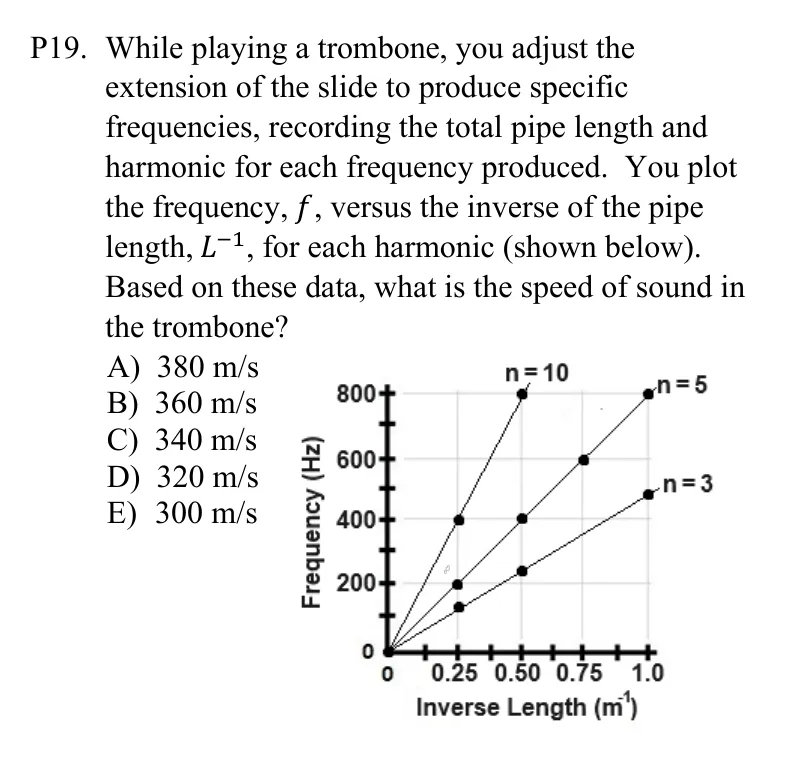 P19. While playing a trombone, you adjust the
extension of the slide to produce specific
frequencies, recording the total pipe length and
harmonic for each frequency produced. You plot
the frequency, f, versus the inverse of the pipe
length, L⁻¹, for each harmonic (shown below).
Based on these data, what is the speed of sound in
the trombone?
A) 380 m/s
B) 360 m/s
C) 340 m/s
D) 320 m/s
E) 300 m/s
n = 10
n = 5
n = 3
800
600
400
200
0
Frequency (Hz)
0 0.25 0.50 0.75 1.0
Inverse Length (m⁻¹)